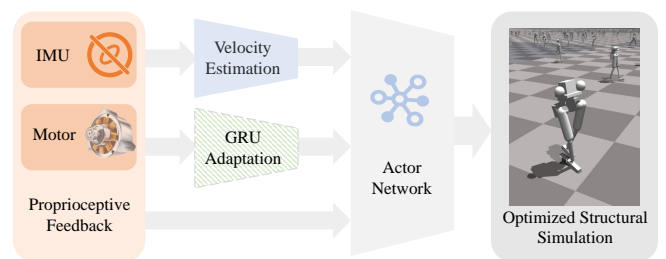 IMU
Velocity
Estimation
Motor
GRU
Adaptation
Actor
Network
Proprioceptive
Feedback
Optimized Structural
Simulation